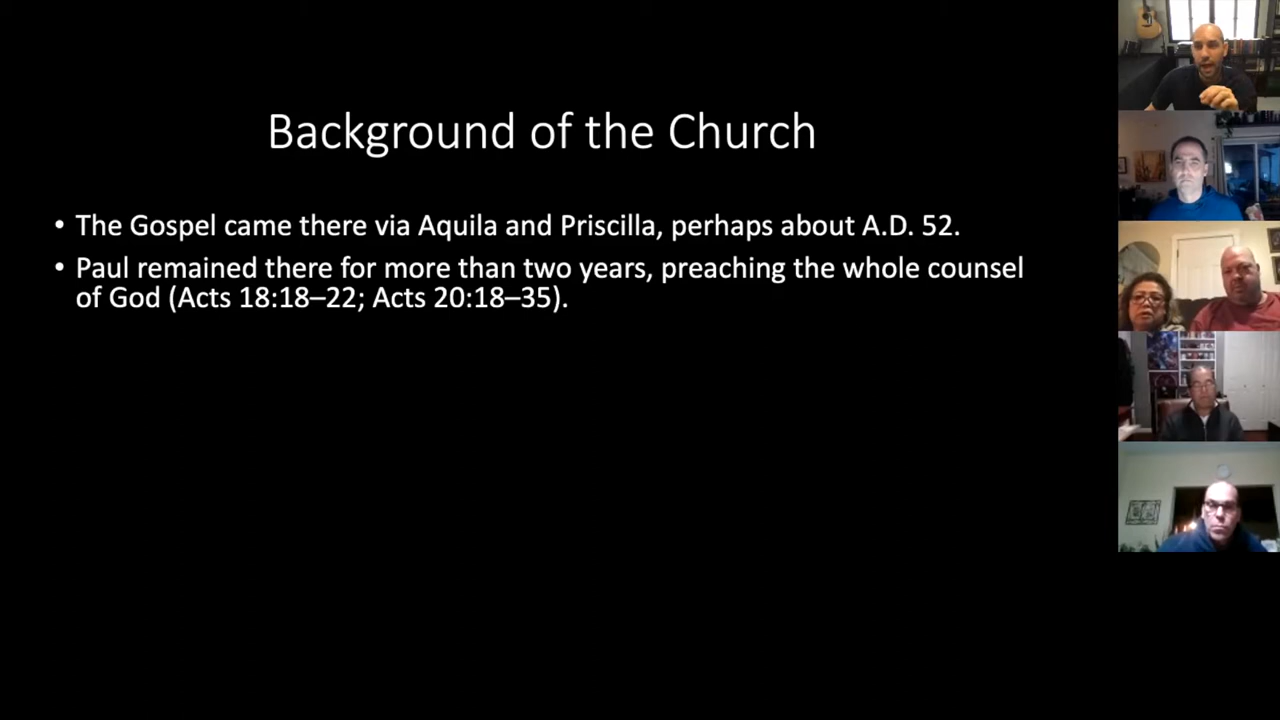 Background of the Church
• The Gospel came there via Aquila and Priscilla, perhaps about A.D. 52.
• Paul remained there for more than two years, preaching the whole counsel
of God (Acts 18:18–22; Acts 20:18–35).